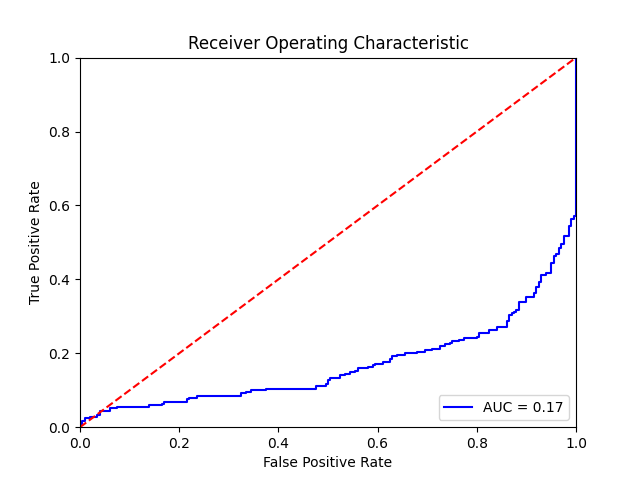 Receiver Operating Characteristic
1.0
0.8
0.6
0.4
0.2
0.0
True Positive Rate
AUC = 0.17
0.0 0.2 0.4 0.6 0.8 1.0
False Positive Rate